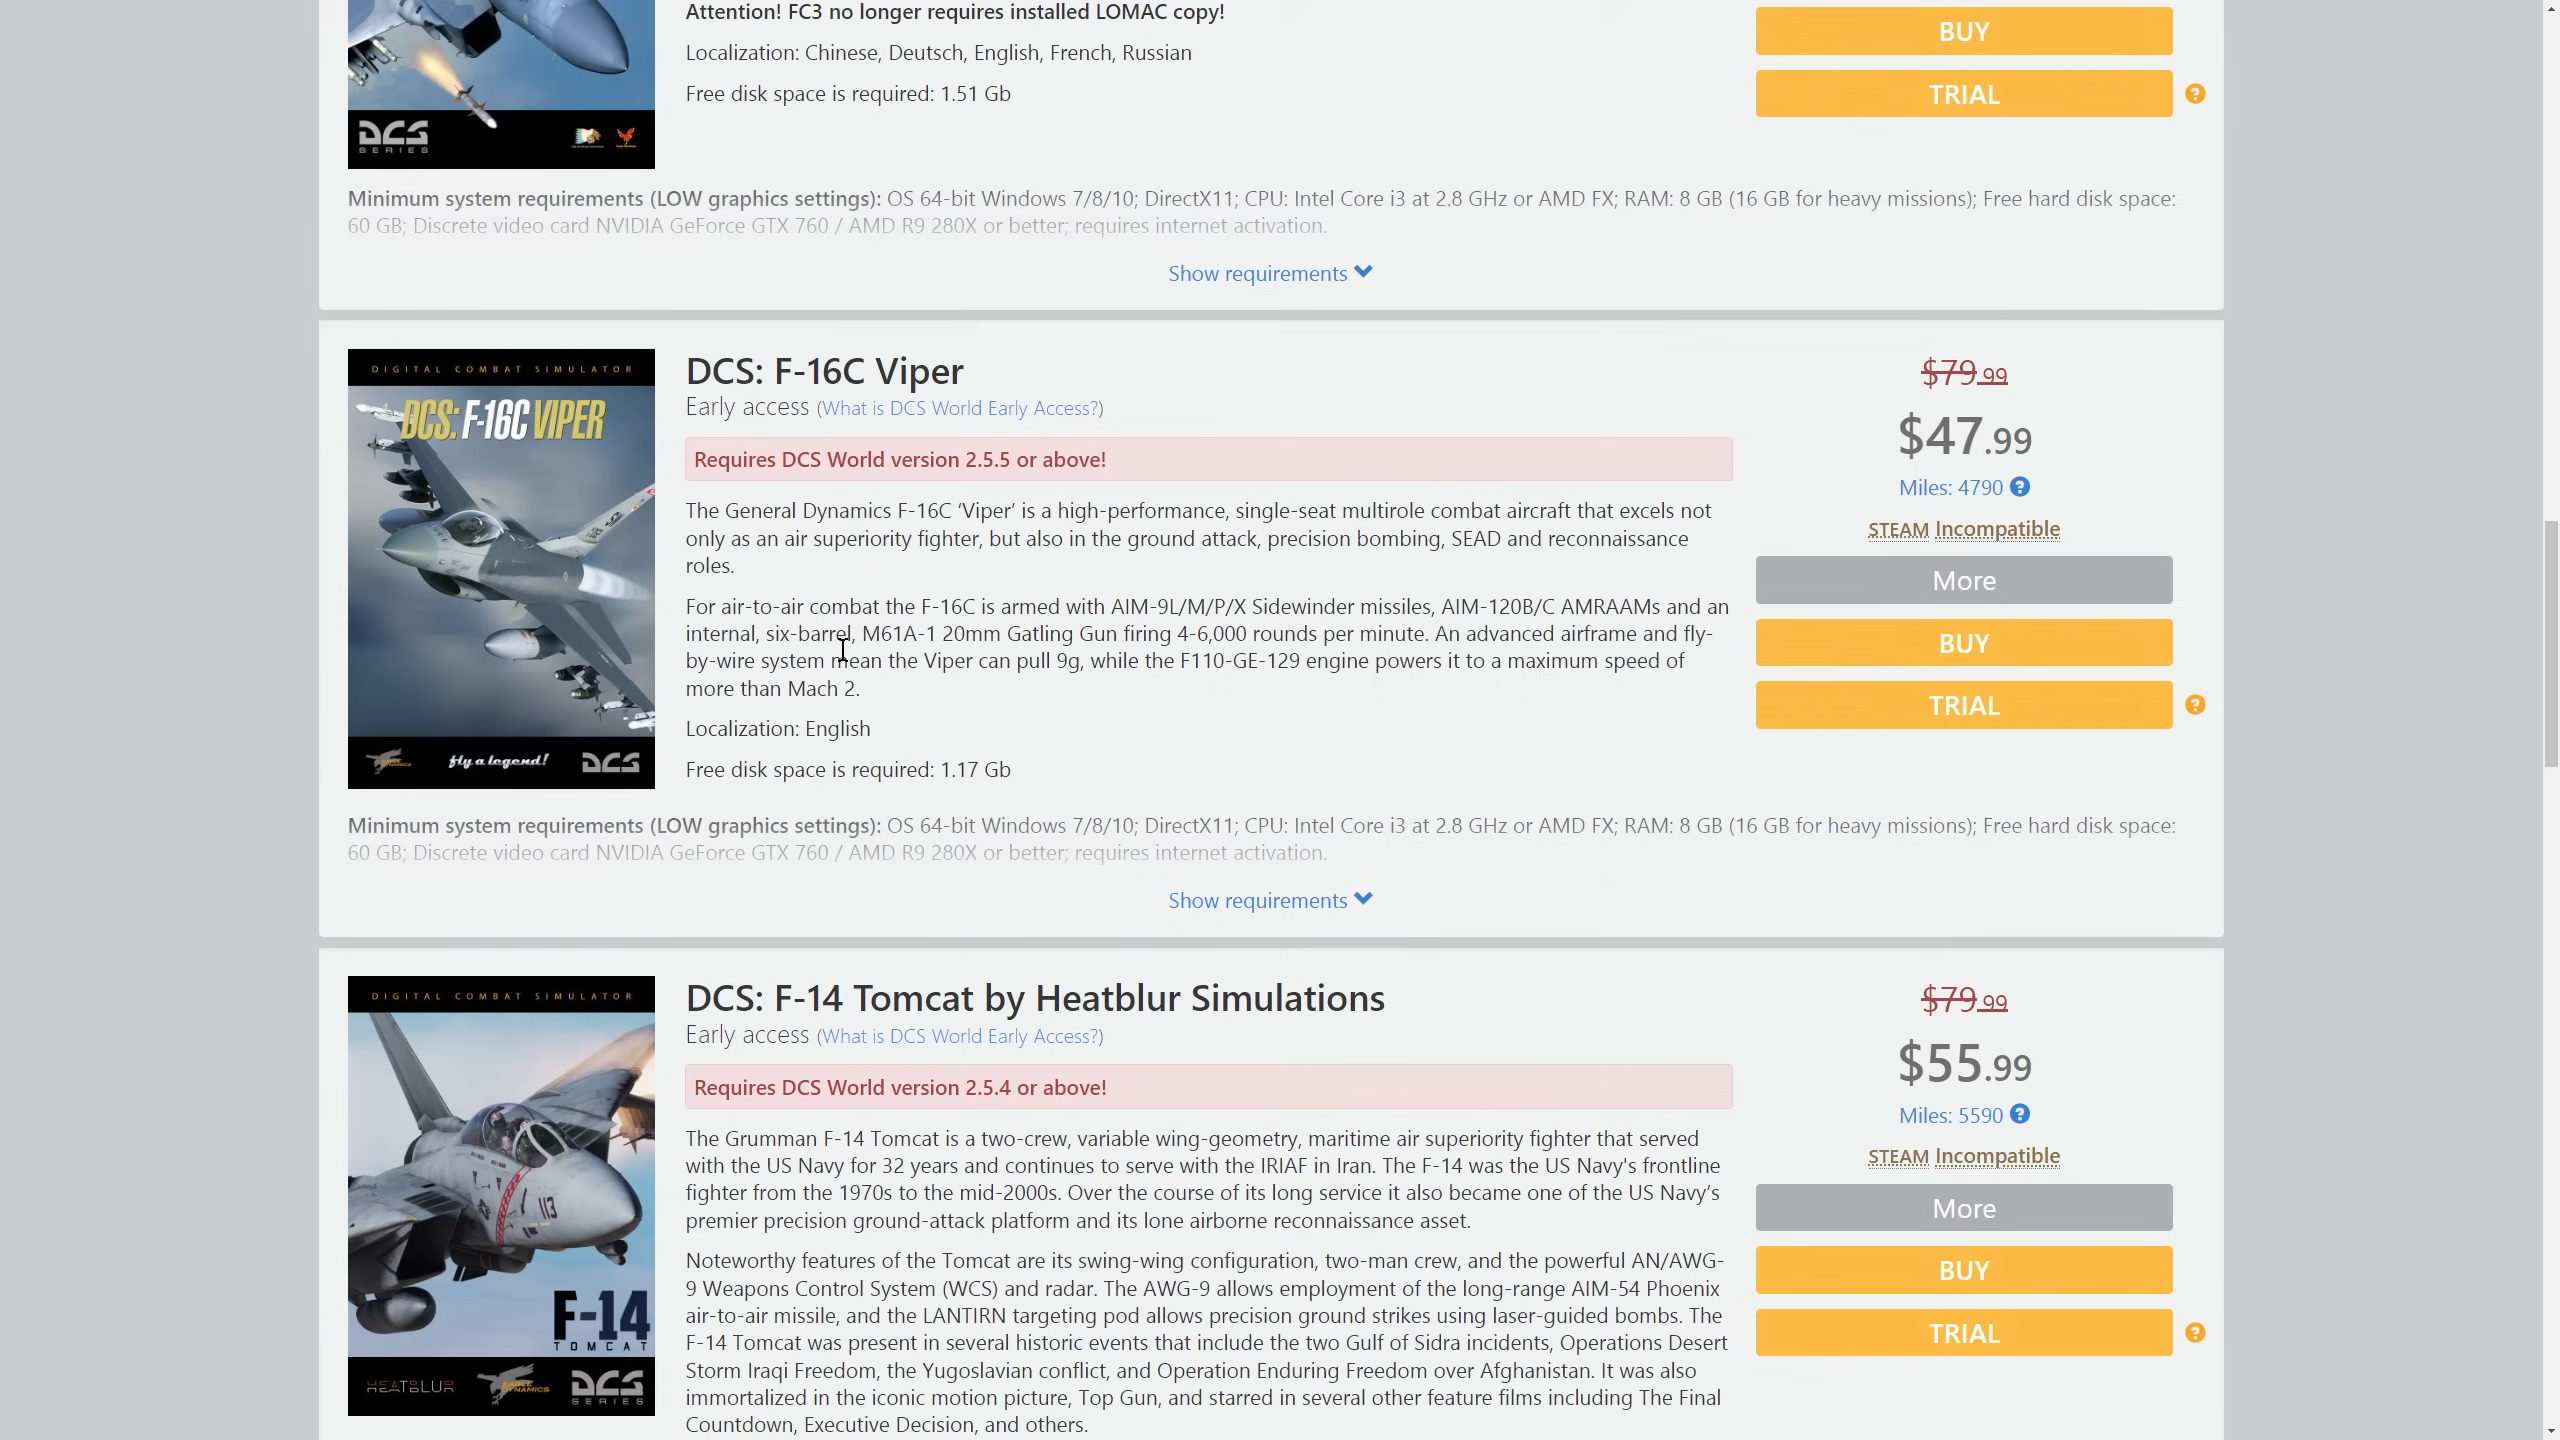 Attention! FC3 no longer requires installed LOMAC copy!
Localization: Chinese, Deutsch, English, French, Russian
Free disk space is required: 1.51 Gb
BUY
TRIAL
?
DCS
SERIES
Minimum system requirements (LOW graphics settings): OS 64-bit Windows 7/8/10; DirectX11; CPU: Intel Core i3 at 2.8 GHz or AMD FX; RAM: 8 GB (16 GB for heavy missions); Free hard disk space:
60 GB; Discrete video card NVIDIA GeForce GTX 760 / AMD R9 280X or better; requires internet activation.
Show requirements
DIGITAL COMBAT SIMULATOR
DCS: F-16C VIPER
fly a legend!
DCS
DCS: F-16C Viper
Early access (What is DCS World Early Access?)
Requires DCS World version 2.5.5 or above!
The General Dynamics F-16C ‘Viper’ is a high-performance, single-seat multirole combat aircraft that excels not
only as an air superiority fighter, but also in the ground attack, precision bombing, SEAD and reconnaissance
roles.
For air-to-air combat the F-16C is armed with AIM-9L/M/P/X Sidewinder missiles, AIM-120B/C AMRAAMs and an
internal, six-barrel, M61A-1 20mm Gatling Gun firing 4-6,000 rounds per minute. An advanced airframe and fly-
by-wire system mean the Viper can pull 9g, while the F110-GE-129 engine powers it to a maximum speed of
more than Mach 2.
Localization: English
Free disk space is required: 1.17 Gb
$79.99
$47.99
Miles: 4790 ?
STEAM Incompatible
More
BUY
TRIAL
?
Minimum system requirements (LOW graphics settings): OS 64-bit Windows 7/8/10; DirectX11; CPU: Intel Core i3 at 2.8 GHz or AMD FX; RAM: 8 GB (16 GB for heavy missions); Free hard disk space:
60 GB; Discrete video card NVIDIA GeForce GTX 760 / AMD R9 280X or better; requires internet activation.
Show requirements
DIGITAL COMBAT SIMULATOR
113
F-14
TOMCAT
HEATBLUR
EAGLE
DYNAMICS
DCS
SERIES
DCS: F-14 Tomcat by Heatblur Simulations
Early access (What is DCS World Early Access?)
Requires DCS World version 2.5.4 or above!
The Grumman F-14 Tomcat is a two-crew, variable wing-geometry, maritime air superiority fighter that served
with the US Navy for 32 years and continues to serve with the IRIAF in Iran. The F-14 was the US Navy's frontline
fighter from the 1970s to the mid-2000s. Over the course of its long service it also became one of the US Navy’s
premier precision ground-attack platform and its lone airborne reconnaissance asset.
Noteworthy features of the Tomcat are its swing-wing configuration, two-man crew, and the powerful AN/AWG-
9 Weapons Control System (WCS) and radar. The AWG-9 allows employment of the long-range AIM-54 Phoenix
air-to-air missile, and the LANTIRN targeting pod allows precision ground strikes using laser-guided bombs. The
F-14 Tomcat was present in several historic events that include the two Gulf of Sidra incidents, Operations Desert
Storm Iraqi Freedom, the Yugoslavian conflict, and Operation Enduring Freedom over Afghanistan. It was also
immortalized in the iconic motion picture, Top Gun, and starred in several other feature films including The Final
Countdown, Executive Decision, and others.
$79.99
$55.99
Miles: 5590 ?
STEAM Incompatible
More
BUY
TRIAL
?